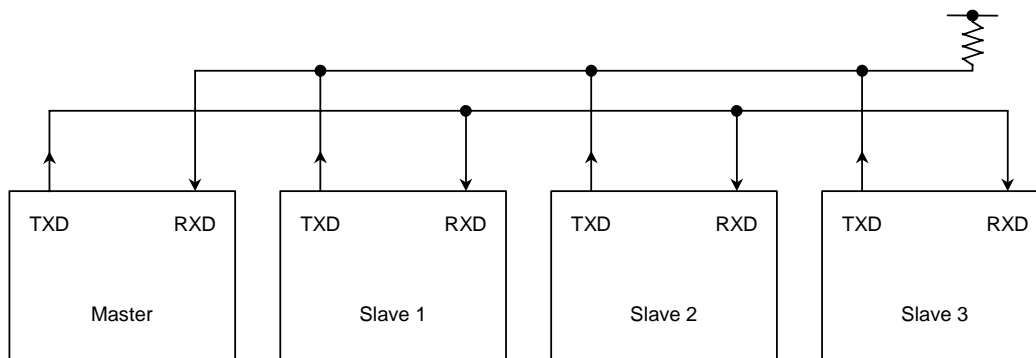 TXD RXD TXD RXD TXD RXD TXD RXD
Master Slave 1 Slave 2 Slave 3